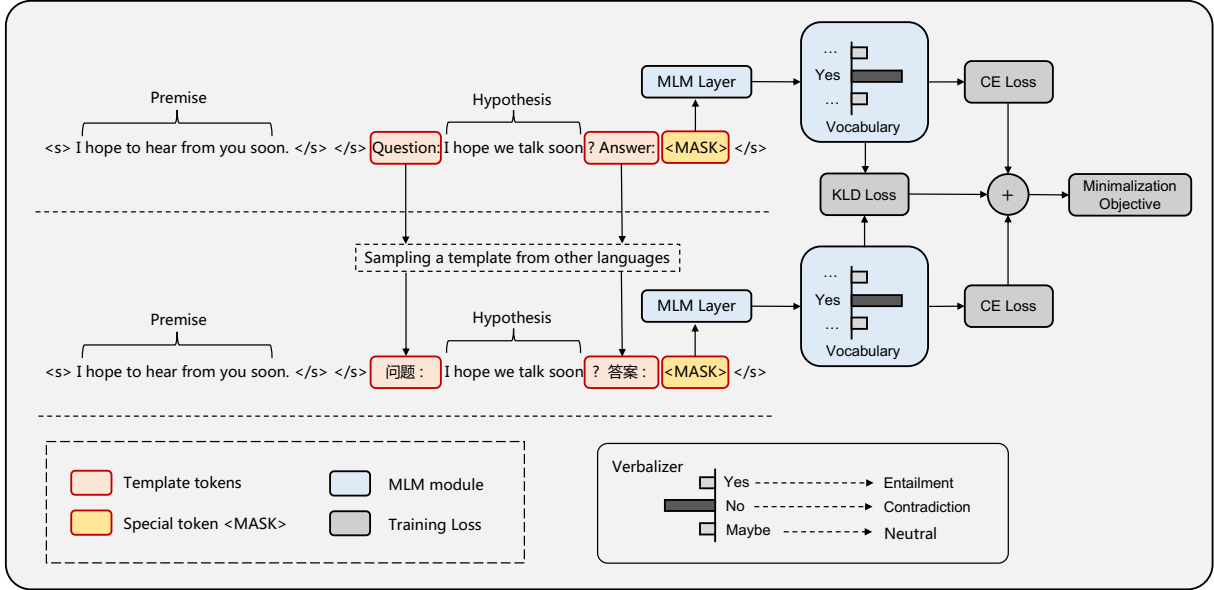 Premise
Hypothesis
<s> I hope to hear from you soon. </s> </s> Question: I hope we talk soon ? Answer: <MASK> </s>
MLM Layer
...
Yes
...
Vocabulary
CE Loss
KLD Loss
+
Minimalization
Objective
Sampling a template from other languages
Premise
Hypothesis
<s> I hope to hear from you soon. </s> </s> 问题 : I hope we talk soon ? 答案 : <MASK> </s>
MLM Layer
...
Yes
...
Vocabulary
CE Loss
Template tokens
MLM module
Special token <MASK>
Training Loss
Verbalizer
Yes Entailment
No Contradiction
Maybe Neutral